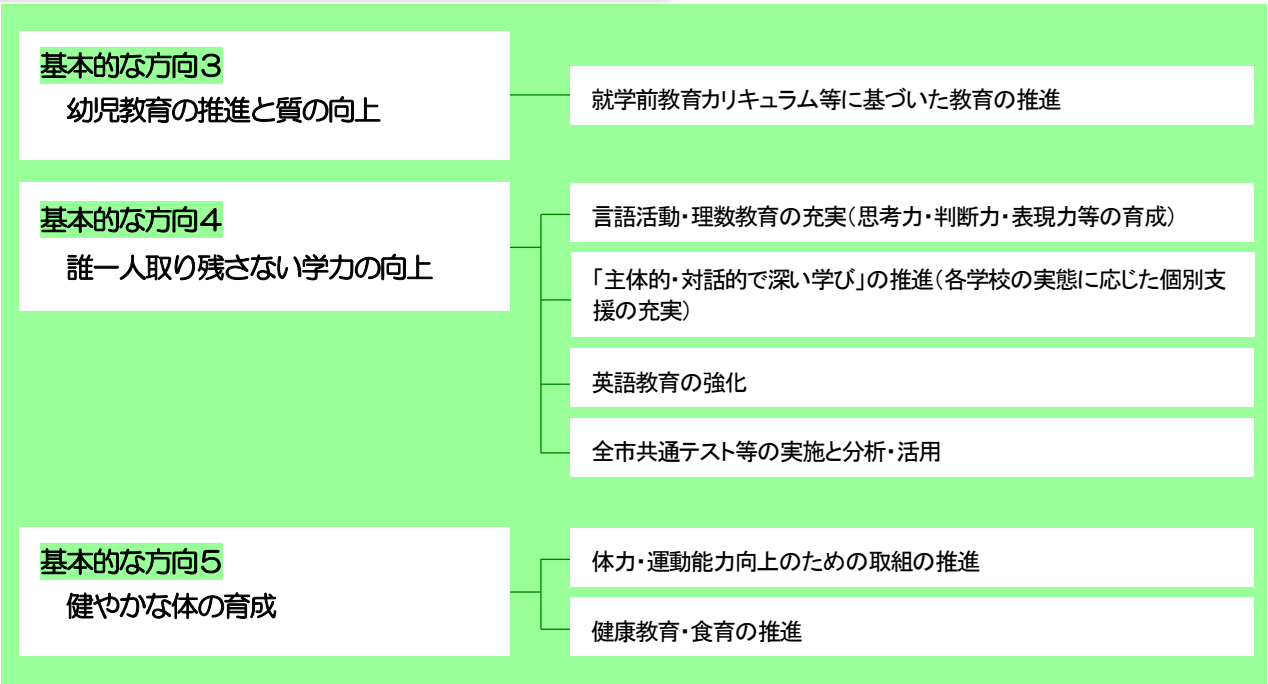 基本的な方向3
幼児教育の推進と質の向上
就学前教育カリキュラム等に基づいた教育の推進
基本的な方向4
誰一人取り残さない学力の向上
言語活動・理数教育の充実(思考力・判断力・表現力等の育成)
「主体的・対話的で深い学び」の推進(各学校の実態に応じた個別支
援の充実)
英語教育の強化
全市共通テスト等の実施と分析・活用
基本的な方向5
健やかな体の育成
体力・運動能力向上のための取組の推進
健康教育・食育の推進